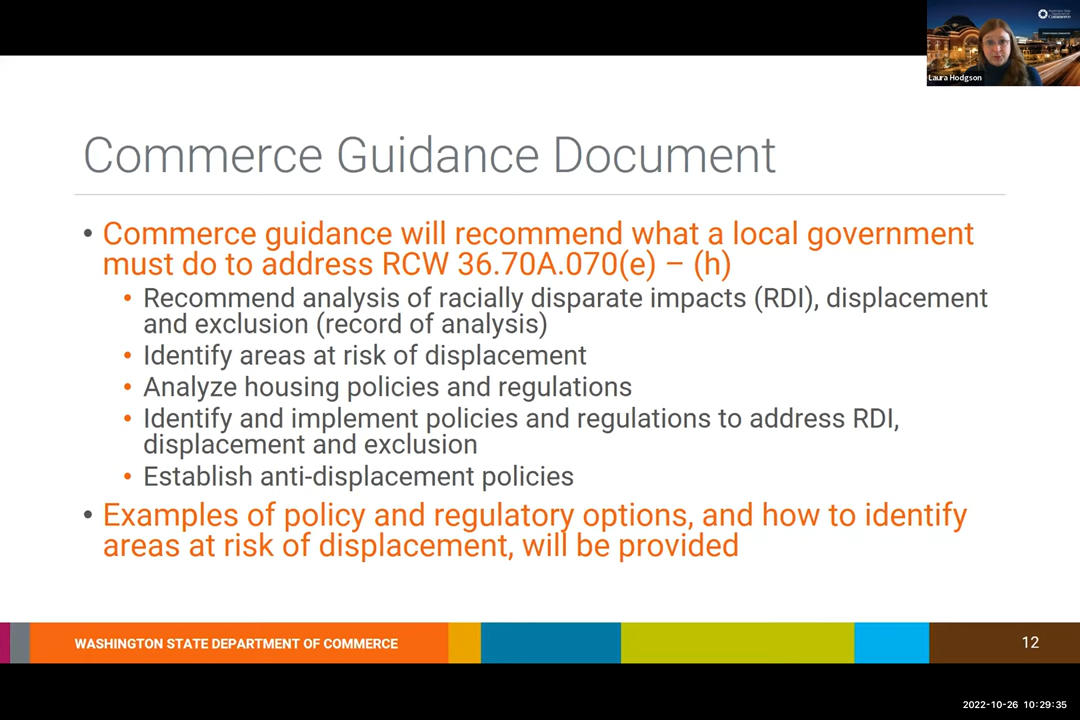 Commerce
Laura Hodgson
Commerce Guidance Document
• Commerce guidance will recommend what a local government
must do to address RCW 36.70A.070(e) – (h)
• Recommend analysis of racially disparate impacts (RDI), displacement
and exclusion (record of analysis)
• Identify areas at risk of displacement
• Analyze housing policies and regulations
• Identify and implement policies and regulations to address RDI,
displacement and exclusion
• Establish anti-displacement policies
• Examples of policy and regulatory options, and how to identify
areas at risk of displacement, will be provided
WASHINGTON STATE DEPARTMENT OF COMMERCE
12
2022-10-26 10:29:35